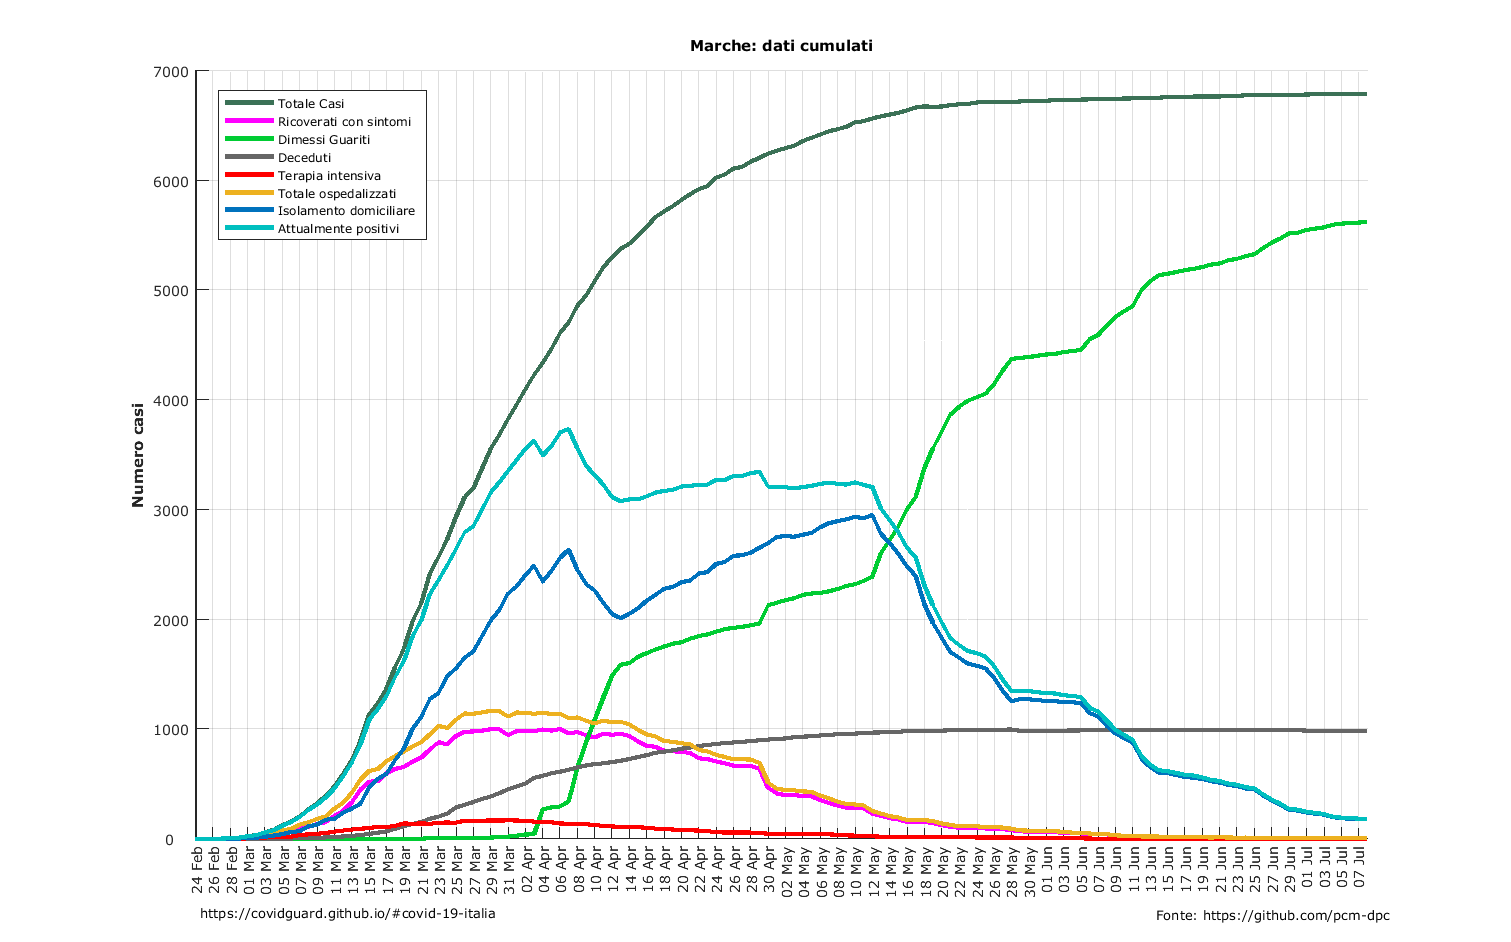 Marche: dati cumulati
7000
6000
5000
4000
3000
2000
1000
0
Numero casi
Totale Casi
Ricoverati con sintomi
Dimessi Guariti
Deceduti
Terapia intensiva
Totale ospedalizzati
Isolamento domiciliare
Attualmente positivi
24 Feb
26 Feb
28 Feb
01 Mar
03 Mar
05 Mar
07 Mar
09 Mar
11 Mar
13 Mar
15 Mar
17 Mar
19 Mar
21 Mar
23 Mar
25 Mar
27 Mar
29 Mar
31 Mar
02 Apr
04 Apr
06 Apr
08 Apr
10 Apr
12 Apr
14 Apr
16 Apr
18 Apr
20 Apr
22 Apr
24 Apr
26 Apr
28 Apr
30 Apr
02 May
04 May
06 May
08 May
10 May
12 May
14 May
16 May
18 May
20 May
22 May
24 May
26 May
28 May
30 May
01 Jun
03 Jun
05 Jun
07 Jun
09 Jun
11 Jun
13 Jun
15 Jun
17 Jun
19 Jun
21 Jun
23 Jun
25 Jun
27 Jun
29 Jun
01 Jul
03 Jul
05 Jul
07 Jul
https://covidguard.github.io/#covid-19-italia
Fonte: https://github.com/pcm-dpc